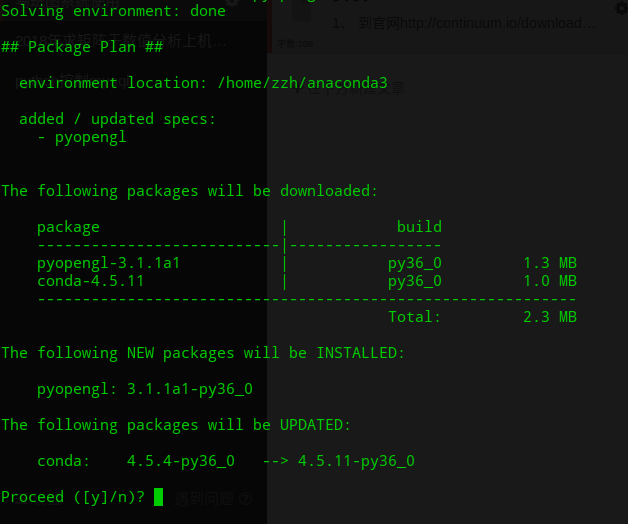 Solving environment: done
1、 到官网http://continuum.io/download…
## Package Plan ##
environment location: /home/zzh/anaconda3
added / updated specs:
- pyopengl
The following packages will be downloaded:
package | build
---------------------------|-----------------
pyopengl-3.1.1a1 | py36_0 1.3 MB
conda-4.5.11 | py36_0 1.0 MB
------------------------------------------------------------
Total: 2.3 MB
The following NEW packages will be INSTALLED:
pyopengl: 3.1.1a1-py36_0
The following packages will be UPDATED:
conda: 4.5.4-py36_0 --> 4.5.11-py36_0
Proceed ([y]/n)?
遇到问题